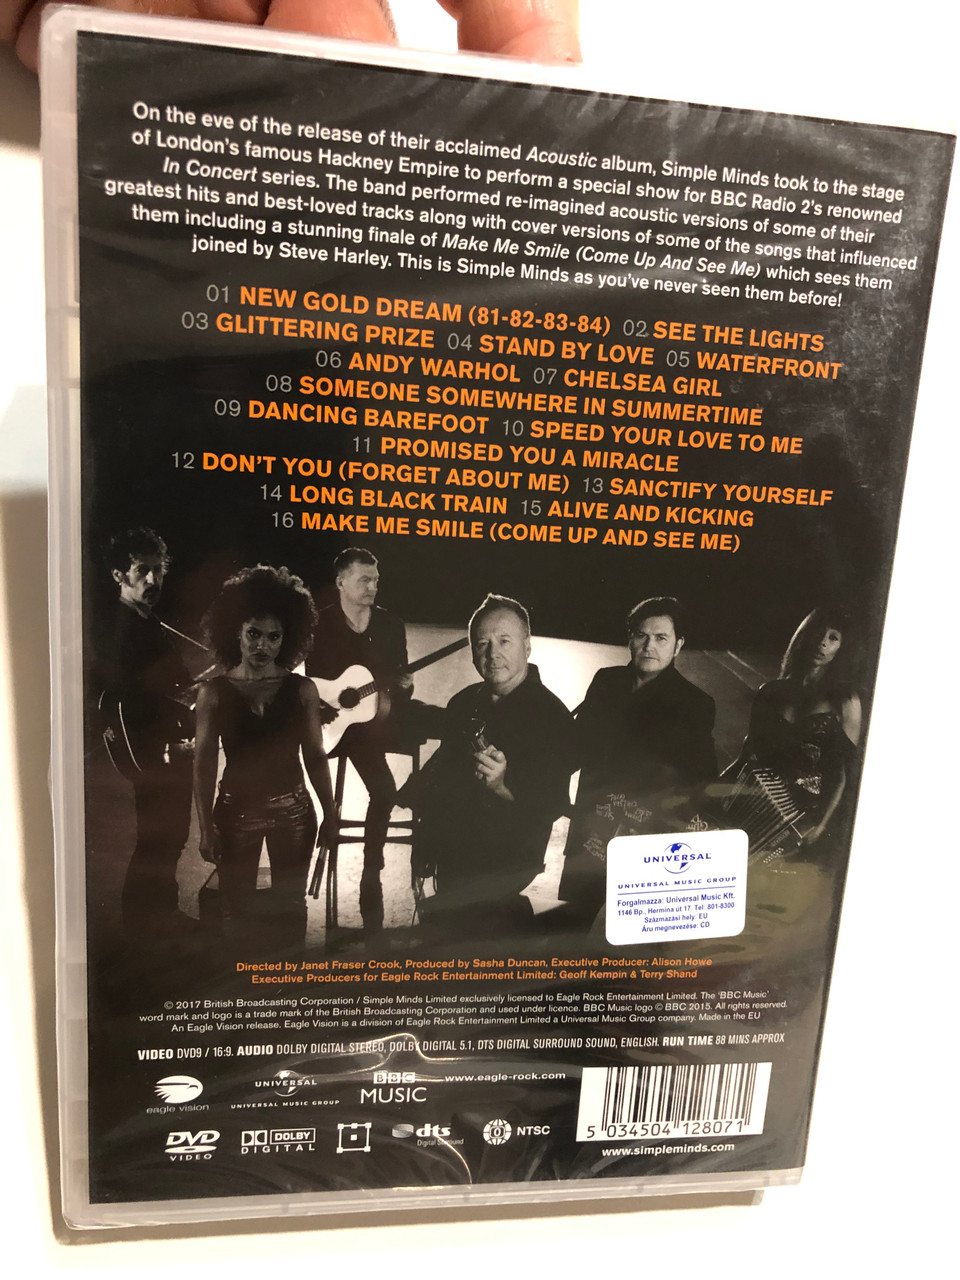 On the eve of the release of their acclaimed Acoustic album, Simple Minds took to the stage
of London's famous Hackney Empire to perform a special show for BBC Radio 2's renowned
In Concert series. The band performed re-imagined acoustic versions of some of their
greatest hits and best-loved tracks along with cover versions of some of the songs that influenced
them including a stunning finale of Make Me Smile (Come Up And See Me) which sees them
joined by Steve Harley. This is Simple Minds as you've never seen them before!
01 NEW GOLD DREAM (81-82-83-84) 02 SEE THE LIGHTS
03 GLITTERING PRIZE 04 STAND BY LOVE 05 WATERFRONT
06 ANDY WARHOL 07 CHELSEA GIRL
08 SOMEONE SOMEWHERE IN SUMMERTIME
09 DANCING BAREFOOT 10 SPEED YOUR LOVE TO ME
11 PROMISED YOU A MIRACLE
12 DON'T YOU (FORGET ABOUT ME) 13 SANCTIFY YOURSELF
14 LONG BLACK TRAIN 15 ALIVE AND KICKING
16 MAKE ME SMILE (COME UP AND SEE ME)
UNIVERSAL
UNIVERSAL MUSIC GROUP
Forgalmazza: Universal Music Kft.
1146 Bp., Hermina út 17. Tel: 801-8300
Származási hely: EU
Áru megnevezése: CD
Directed by Janet Fraser Crook, Produced by Sasha Duncan, Executive Producer: Alison Howe
Executive Producers for Eagle Rock Entertainment Limited: Geoff Kempin & Terry Shand
© 2017 British Broadcasting Corporation / Simple Minds Limited exclusively licensed to Eagle Rock Entertainment Limited. The 'BBC Music'
word mark and logo is a trade mark of the British Broadcasting Corporation and used under licence. BBC Music logo © BBC 2015. All rights reserved.
An Eagle Vision release. Eagle Vision is a division of Eagle Rock Entertainment Limited a Universal Music Group company. Made in the EU
VIDEO DVD9 / 16:9. AUDIO DOLBY DIGITAL STEREO, DOLBY DIGITAL 5.1, DTS DIGITAL SURROUND SOUND, ENGLISH. RUN TIME 88 MINS APPROX
eagle vision
UNIVERSAL
UNIVERSAL MUSIC GROUP
BBC
MUSIC
www.eagle-rock.com
DVD
VIDEO
DOLBY
DIGITAL
E
dts
Digital Surround
0
NTSC
5 034504 128071
www.simpleminds.com